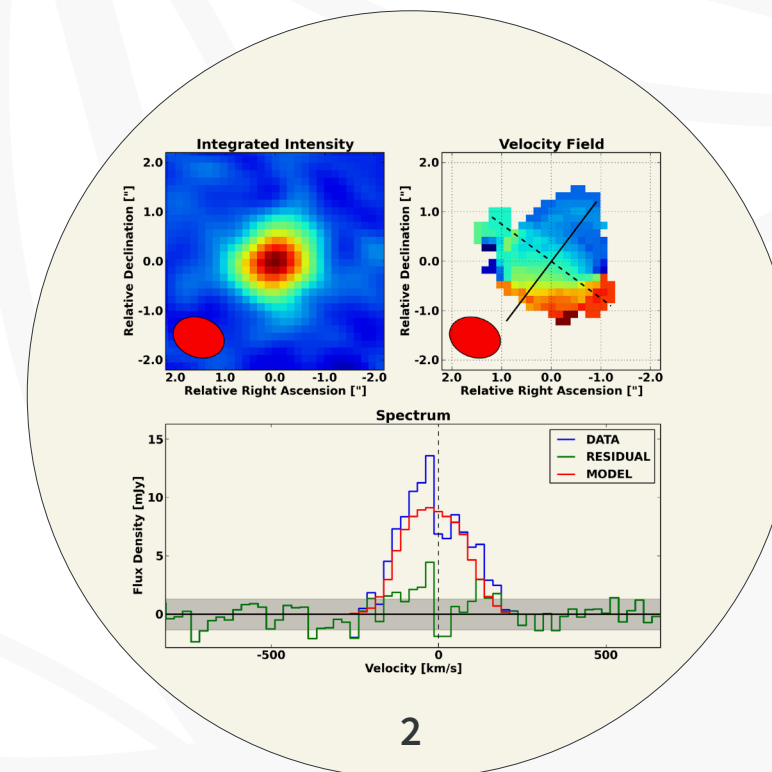 Integrated Intensity
Velocity Field
2.0
1.0
0.0
-1.0
-2.0
Relative Declination ["]
2.0 1.0 0.0 -1.0 -2.0
Relative Right Ascension ["]
2.0
1.0
0.0
-1.0
-2.0
Relative Declination ["]
2.0 1.0 0.0 -1.0 -2.0
Relative Right Ascension ["]
Spectrum
15
10
5
0
Flux Density [mJy]
DATA
RESIDUAL
MODEL
-500 0 500
Velocity [km/s]
2